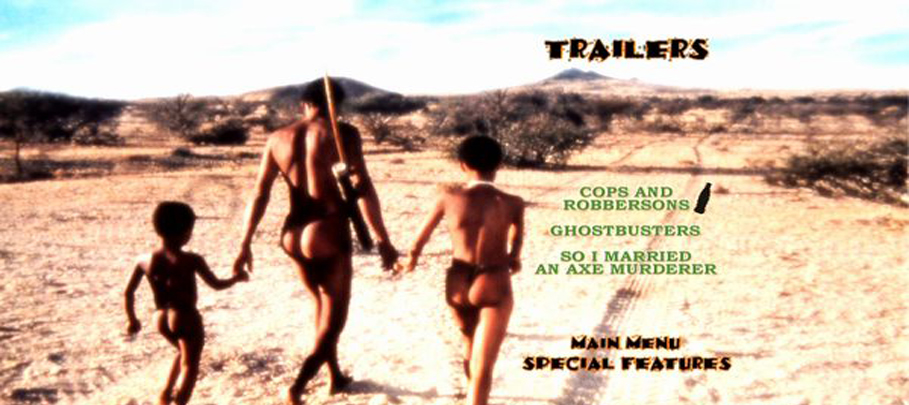 TRAILERS
COPS AND
ROBBERSONS
GHOSTBUSTERS
SO I MARRIED
AN AXE MURDERER
MAIN MENU
SPECIAL FEATURES